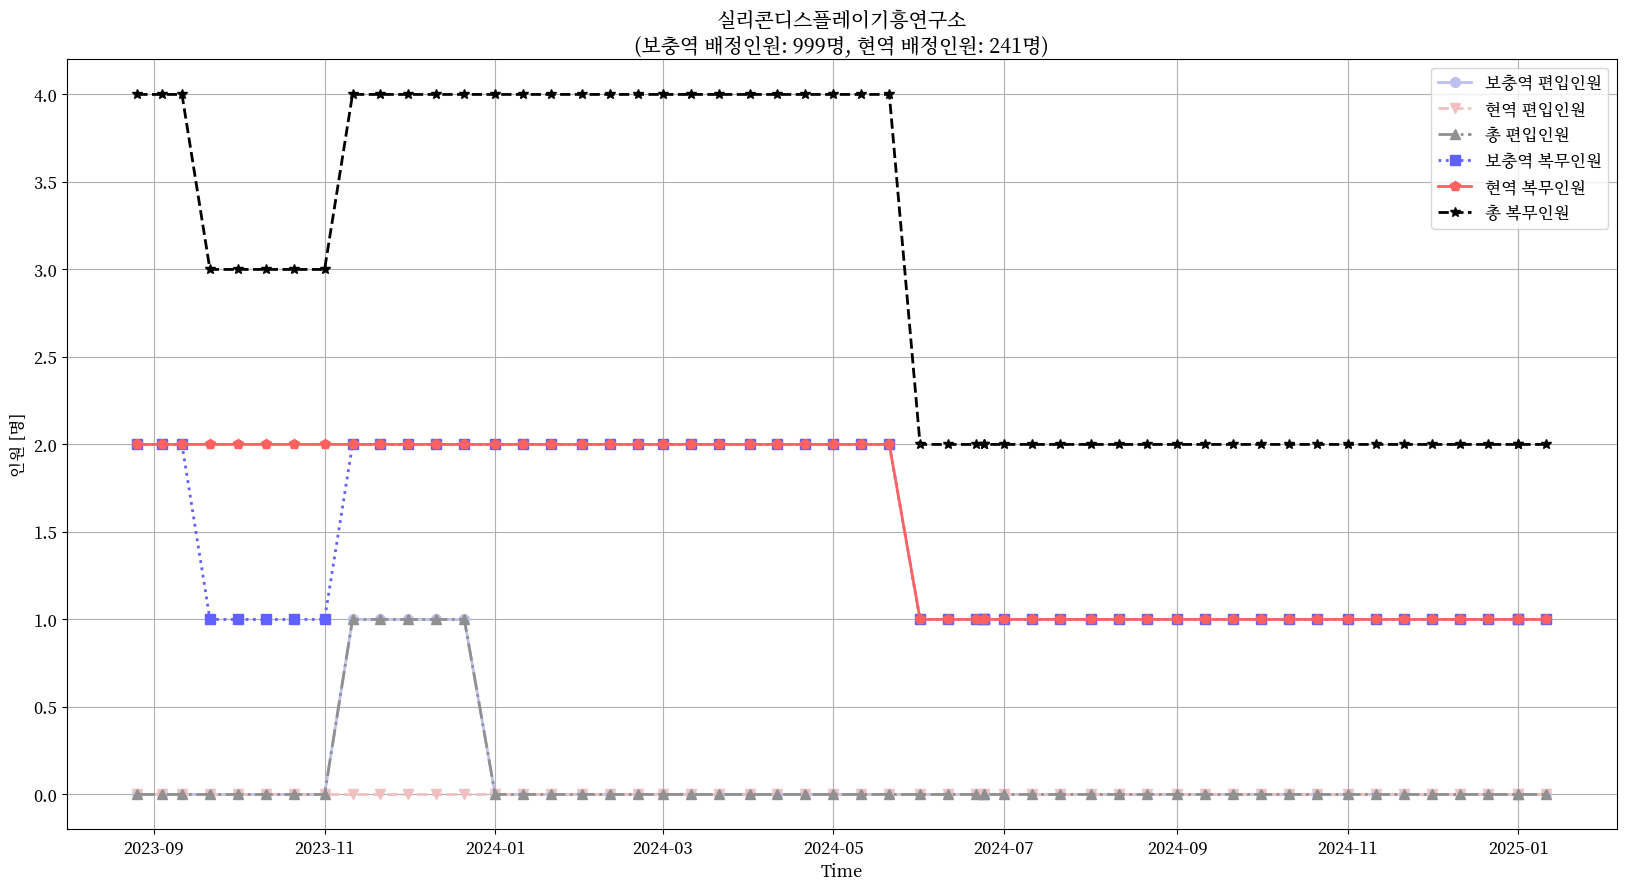 실리콘디스플레이기흥연구소
(보충역 배정인원: 999명, 현역 배정인원: 241명)
보충역 편입인원
현역 편입인원
총 편입인원
보충역 복무인원
현역 복무인원
총 복무인원
인원 [명]
4.0
3.5
3.0
2.5
2.0
1.5
1.0
0.5
0.0
2023-09 2023-11 2024-01 2024-03 2024-05 2024-07 2024-09 2024-11 2025-01
Time